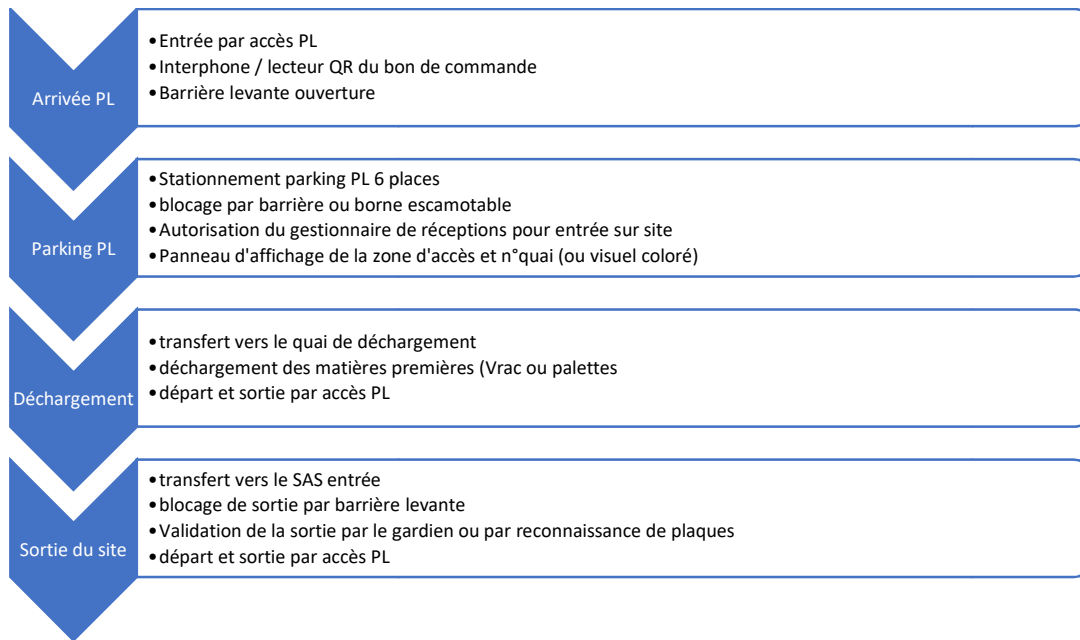 Arrivée PL
•Entrée par accès PL
•Interphone / lecteur QR du bon de commande
•Barrière levante ouverture
Parking PL
•Stationnement parking PL 6 places
•blocage par barrière ou borne escamotable
•Autorisation du gestionnaire de réceptions pour entrée sur site
•Panneau d'affichage de la zone d'accès et n°quai (ou visuel coloré)
Déchargement
•transfert vers le quai de déchargement
•déchargement des matières premières (Vrac ou palettes
•départ et sortie par accès PL
Sortie du site
•transfert vers le SAS entrée
•blocage de sortie par barrière levante
•Validation de la sortie par le gardien ou par reconnaissance de plaques
•départ et sortie par accès PL